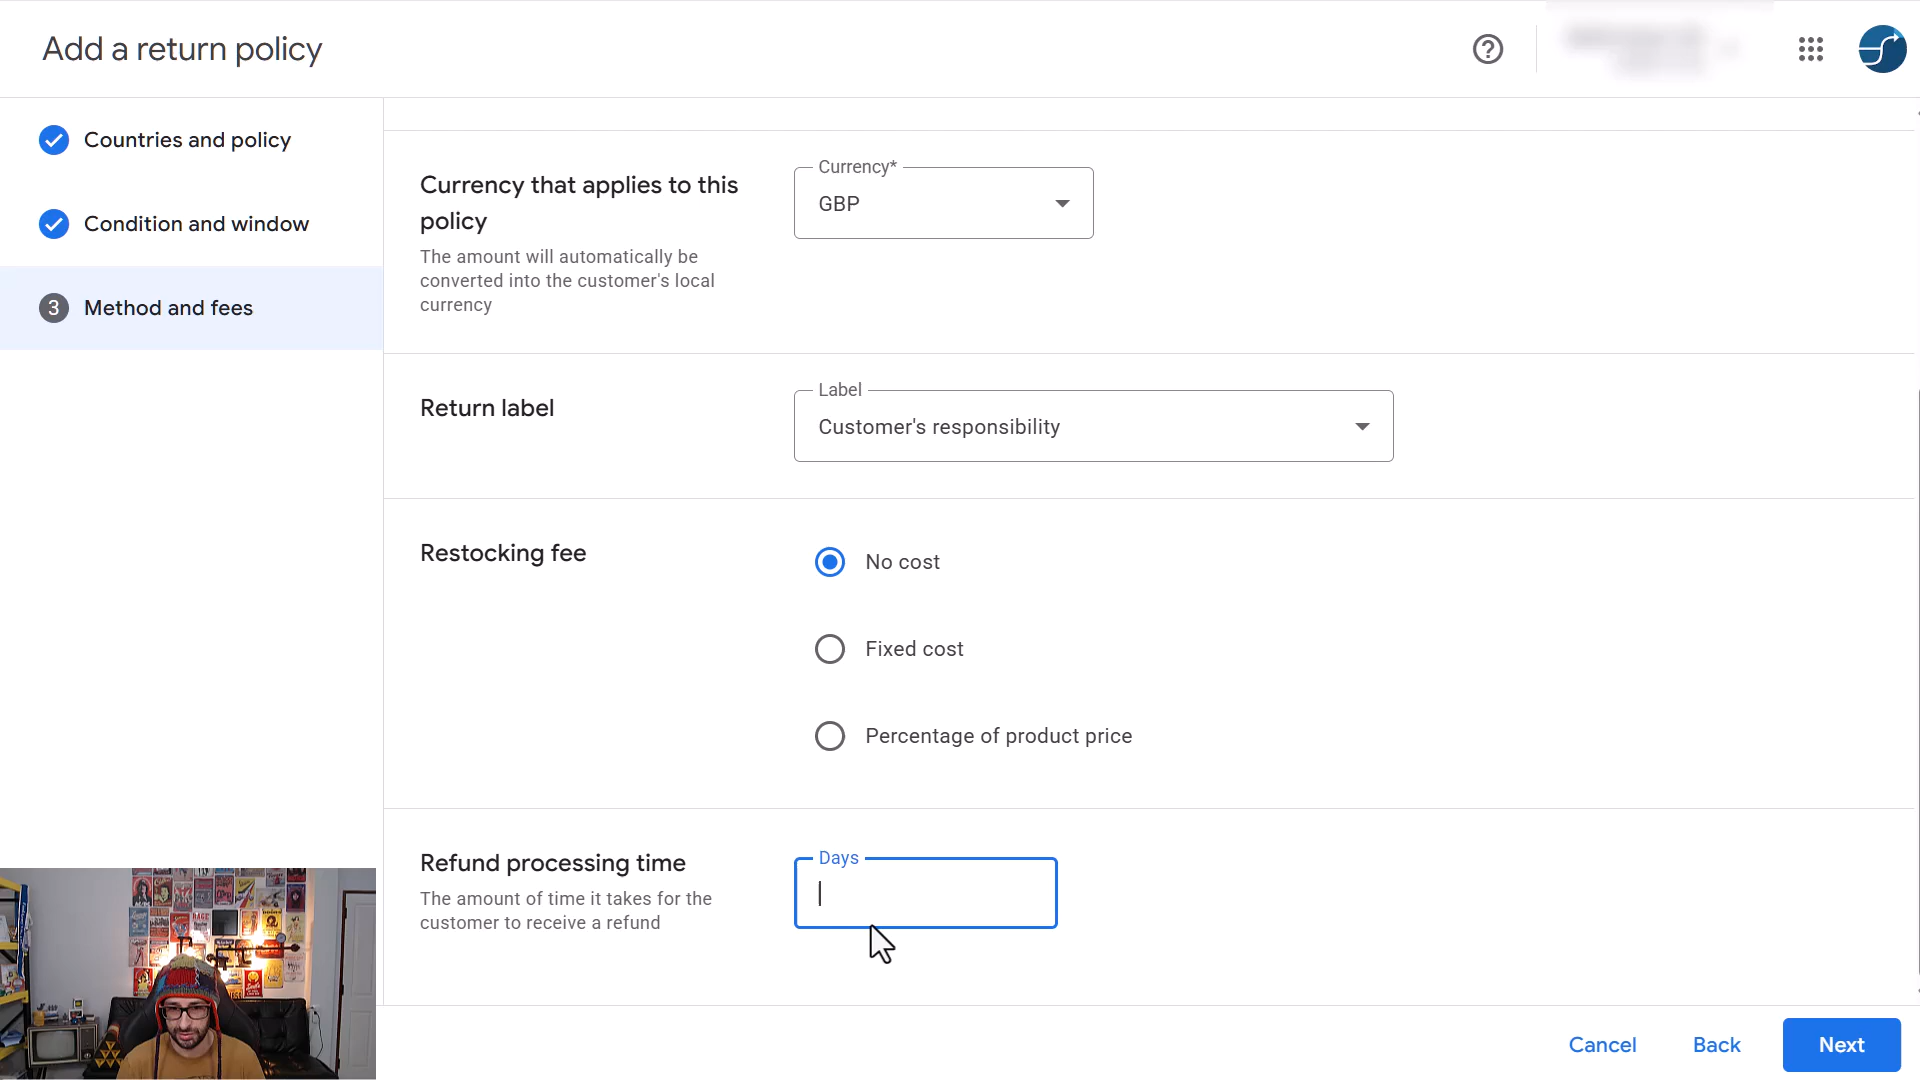 Add a return policy
Countries and policy
Condition and window
3 Method and fees
Currency that applies to this
policy
The amount will automatically be
converted into the customer's local
currency
Currency*
GBP
Return label
Label
Customer's responsibility
Restocking fee
No cost
Fixed cost
Percentage of product price
Refund processing time
The amount of time it takes for the
customer to receive a refund
Days
Cancel
Back
Next